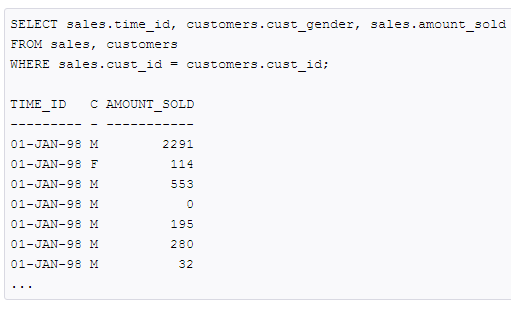 SELECT sales.time_id, customers.cust_gender, sales.amount_sold
FROM sales, customers
WHERE sales.cust_id = customers.cust_id;
TIME_ID   C AMOUNT_SOLD
--------- - -----------
01-JAN-98 M        2291
01-JAN-98 F         114
01-JAN-98 M         553
01-JAN-98 M           0
01-JAN-98 M         195
01-JAN-98 M         280
01-JAN-98 M          32
...